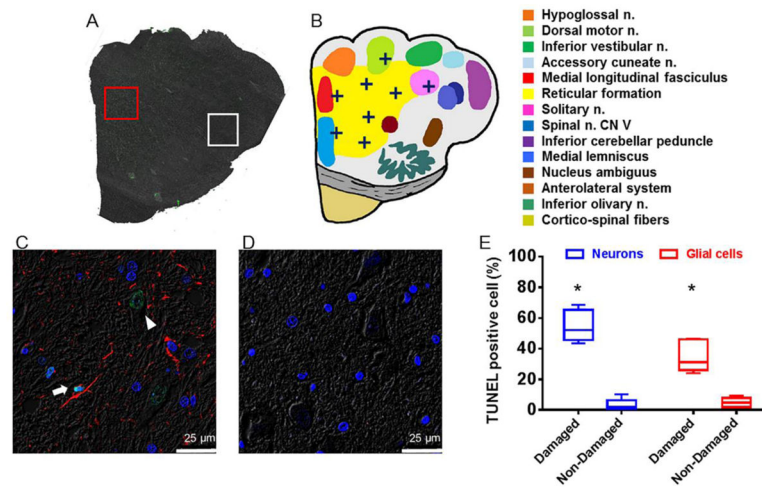 A
B
Hypoglossal n.
Dorsal motor n.
Inferior vestibular n.
Accessory cuneate n.
Medial longitudinal fasciculus
Reticular formation
Solitary n.
Spinal n. CN V
Inferior cerebellar peduncle
Medial lemniscus
Nucleus ambiguus
Anterolateral system
Inferior olivary n.
Cortico-spinal fibers
C
25 μm
D
25 μm
E
Neurons
Glial cells
TUNEL positive cell (%)
100
80
60
40
20
0
*
*
Damaged
Non-Damaged
Damaged
Non-Damaged